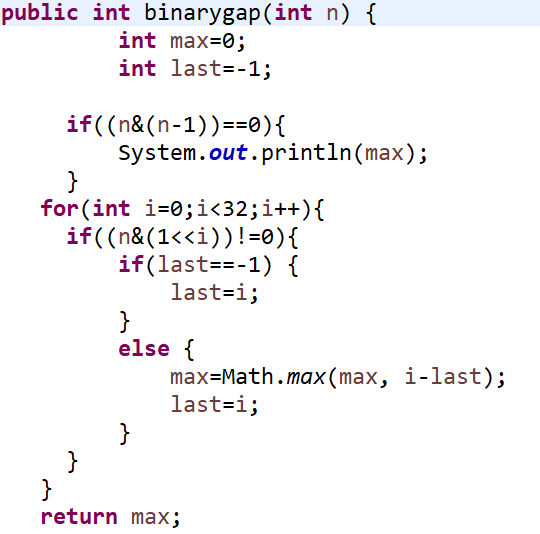 public int binarygap(int n) {
int max=0;
int last=-1;
if((n&(n-1))==0){
System.out.println(max);
}
for(int i=0;i<32;i++){
if((n&(1<<i))!=0){
if(last==-1) {
last=i;
}
else {
max=Math.max(max, i-last);
last=i;
}
}
}
return max;